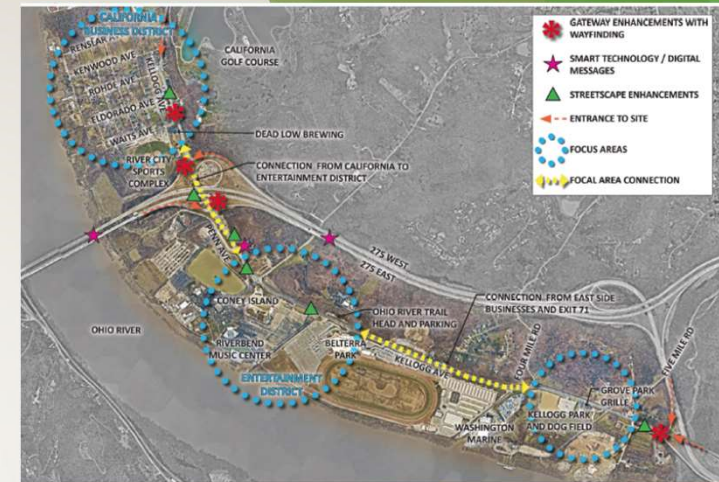 CALIFORNIA
BUSINESS DISTRICT
RENSLAR AVE
KENWOOD AVE
ROHDE AVE
ELDORADO AVE
WAITS AVE
KELLOGG AVE
CALIFORNIA
GOLF COURSE
DEAD LOW BREWING
RIVER CITY
SPORTS
COMPLEX
CONNECTION FROM CALIFORNIA TO
ENTERTAINMENT DISTRICT
PENN AVE
275 WEST
275 EAST
OHIO RIVER
CONEY ISLAND
RIVERBEND
MUSIC CENTER
ENTERTAINMENT
DISTRICT
OHIO RIVER TRAIL
HEAD AND PARKING
BELTERRA
PARK
CONNECTION FROM EAST SIDE
BUSINESSES AND EXIT 71
KELLOGG AVE
FOUR MILE RD
FIVE MILE RD
GROVE PARK
GRILLE
KELLOGG PARK
AND DOG FIELD
WASHINGTON
MARINE
GATEWAY ENHANCEMENTS WITH
WAYFINDING
SMART TECHNOLOGY / DIGITAL
MESSAGES
STREETSCAPE ENHANCEMENTS
ENTRANCE TO SITE
FOCUS AREAS
FOCAL AREA CONNECTION